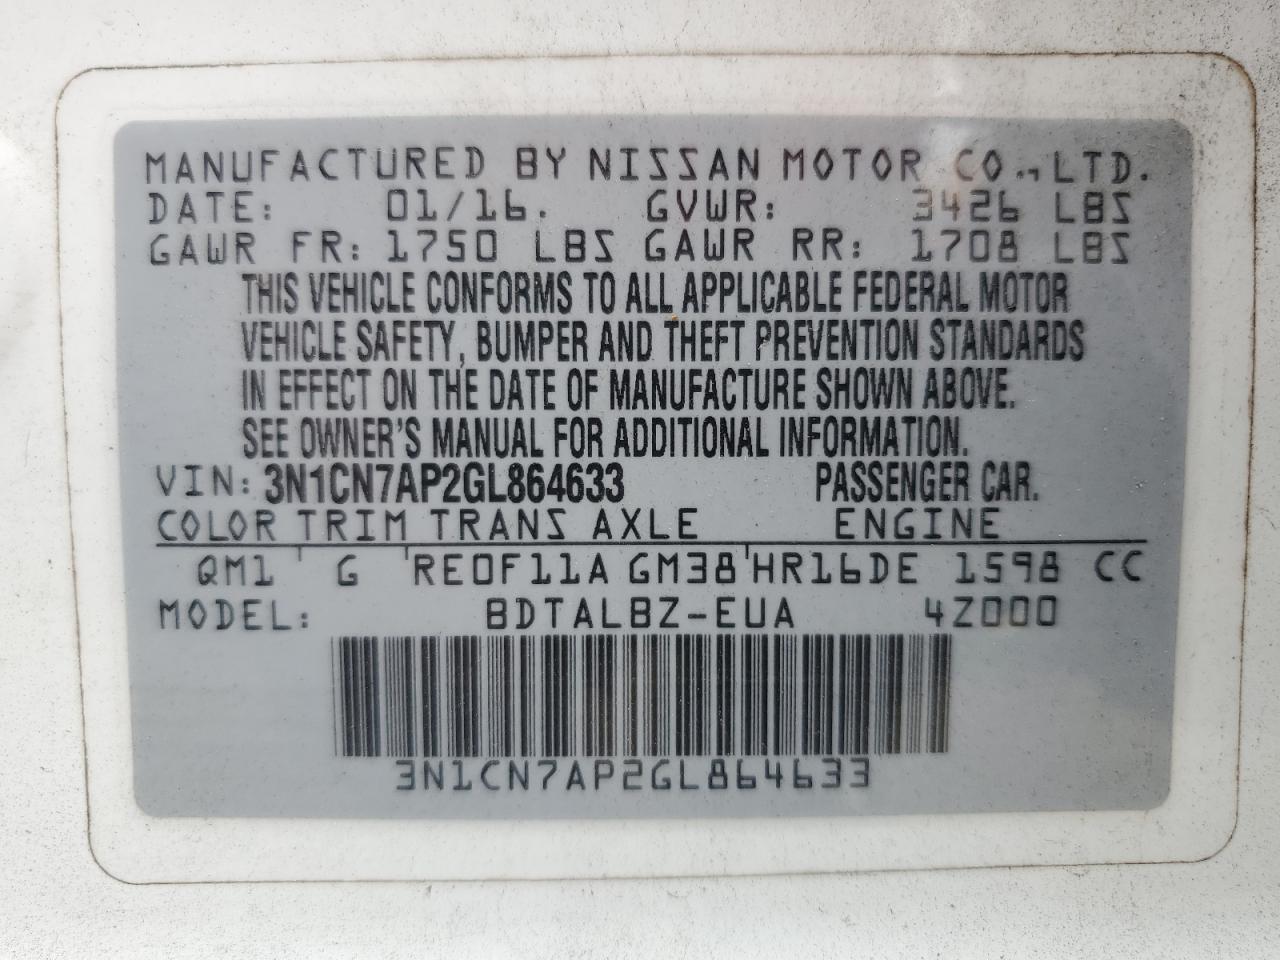 MANUFACTURED BY NISSAN MOTOR CO., LTD.
DATE: 01/16. GVWR: 3426 LBS
GAWR FR: 1750 LBS GAWR RR: 1708 LBS
THIS VEHICLE CONFORMS TO ALL APPLICABLE FEDERAL MOTOR
VEHICLE SAFETY, BUMPER AND THEFT PREVENTION STANDARDS
IN EFFECT ON THE DATE OF MANUFACTURE SHOWN ABOVE.
SEE OWNER'S MANUAL FOR ADDITIONAL INFORMATION.
VIN: 3N1CN7AP2GL864633 PASSENGER CAR.
COLOR TRIM TRANS AXLE ENGINE
QM1 G RE0F11A GM38 HR16DE 1598 CC
MODEL: BDTALBZ-EUA 4Z000
3N1CN7AP2GL864633